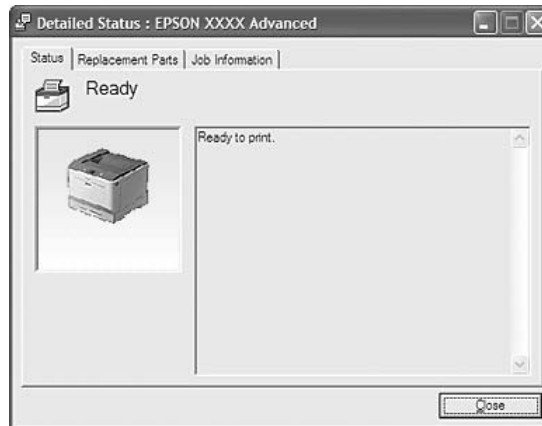 Detailed Status : EPSON XXXX Advanced
Status Replacement Parts Job Information
Ready
Ready to print.
Close